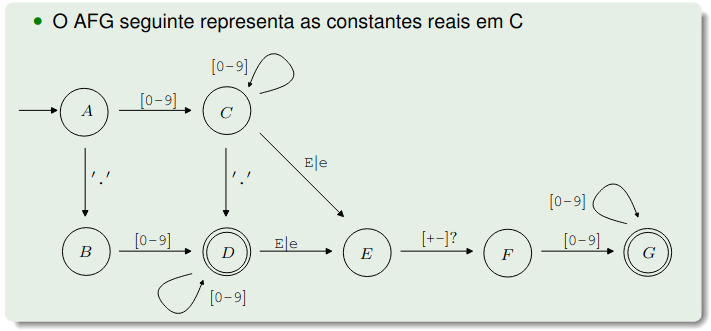 • O AFG seguinte representa as constantes reais em C
[0-9]
A
[0-9]
C
E|e
'.'
'.'
[0-9]
B
[0-9]
D
E|e
E
[+-]?
F
[0-9]
G
[0-9]